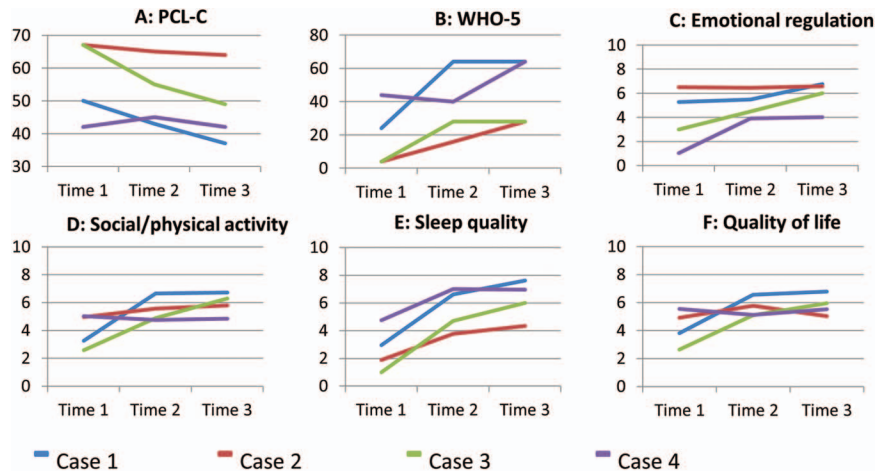 A: PCL-C
70
60
50
40
30
Time 1 Time 2 Time 3
B: WHO-5
80
60
40
20
0
Time 1 Time 2 Time 3
C: Emotional regulation
10
8
6
4
2
0
Time 1 Time 2 Time 3
D: Social/physical activity
10
8
6
4
2
0
Time 1 Time 2 Time 3
E: Sleep quality
10
8
6
4
2
0
Time 1 Time 2 Time 3
F: Quality of life
10
8
6
4
2
0
Time 1 Time 2 Time 3
Case 1 Case 2 Case 3 Case 4